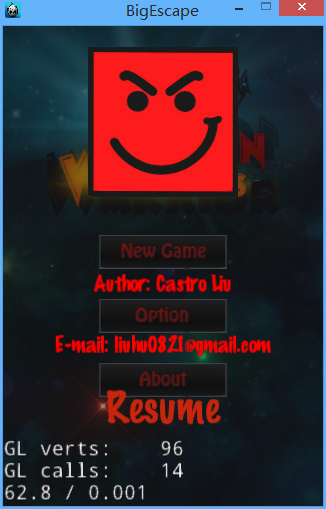 BigEscape
New Game
Author: Castro Liu
Option
E-mail: liuhu0821@gmail.com
About
Resume
GL verts: 96
GL calls: 14
62.8 / 0.001